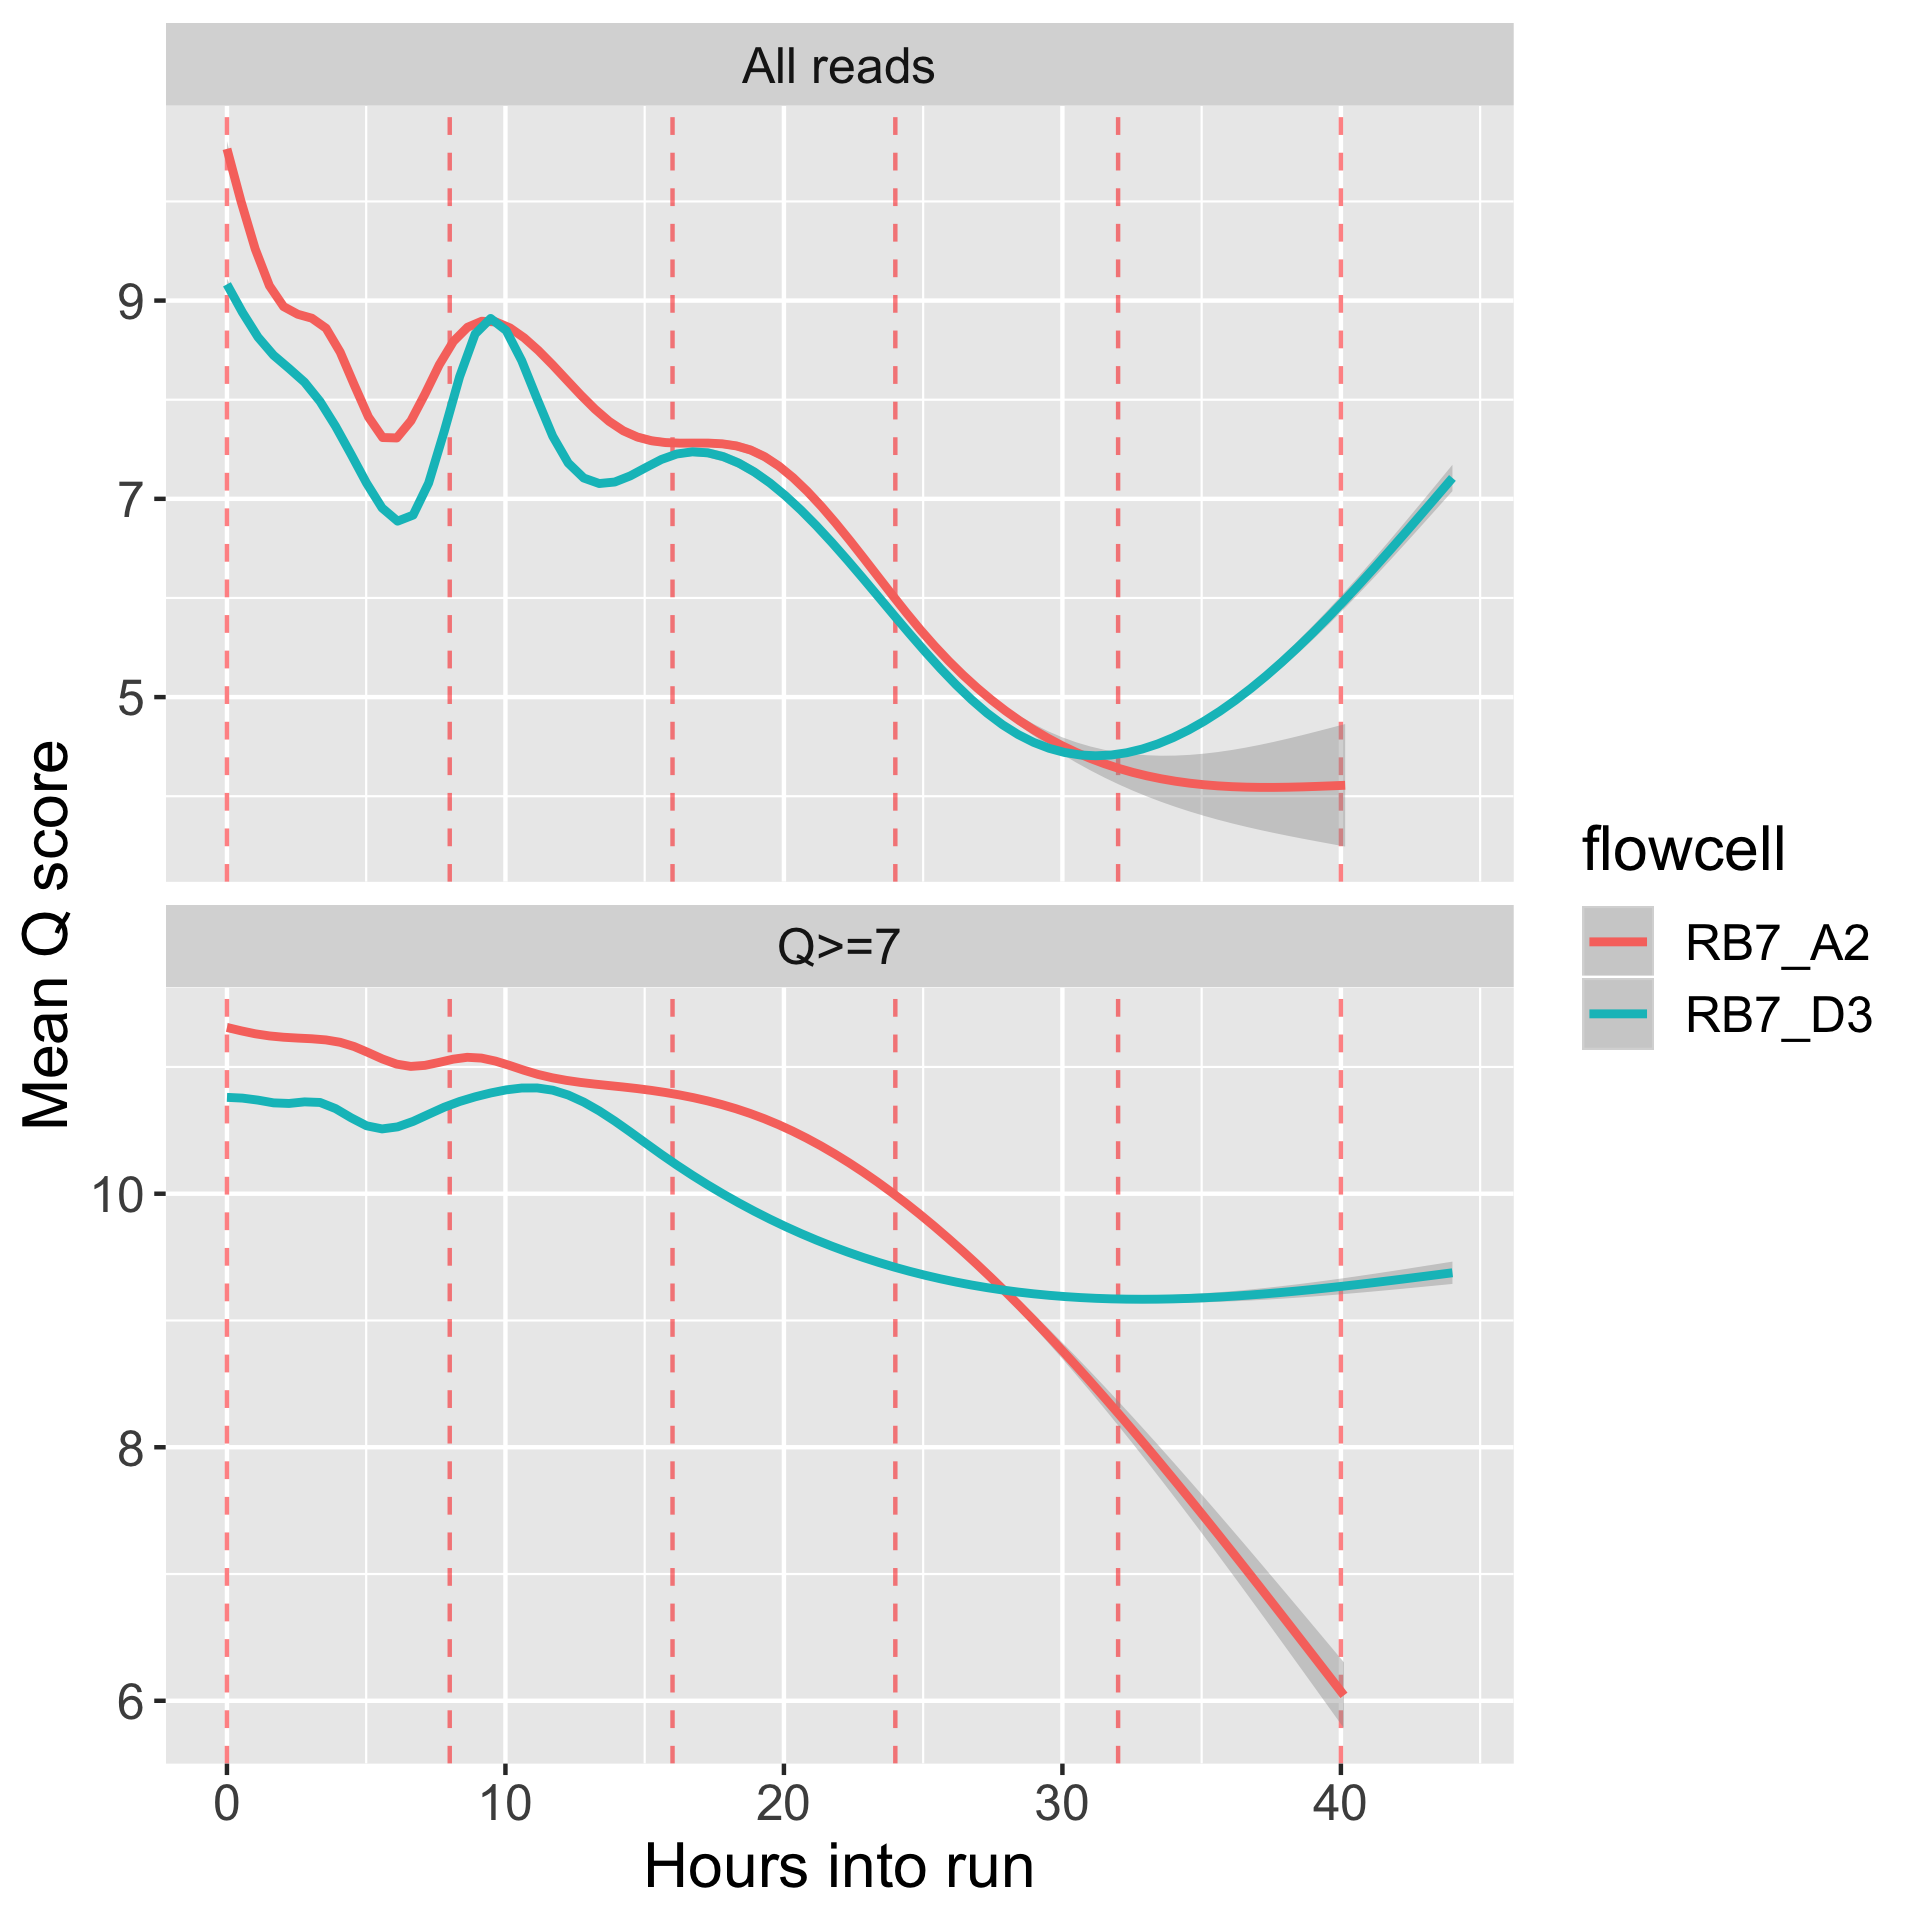 All reads
9
7
5
Mean Q score
Q>=7
10
8
6
0 10 20 30 40
Hours into run
flowcell
RB7_A2
RB7_D3